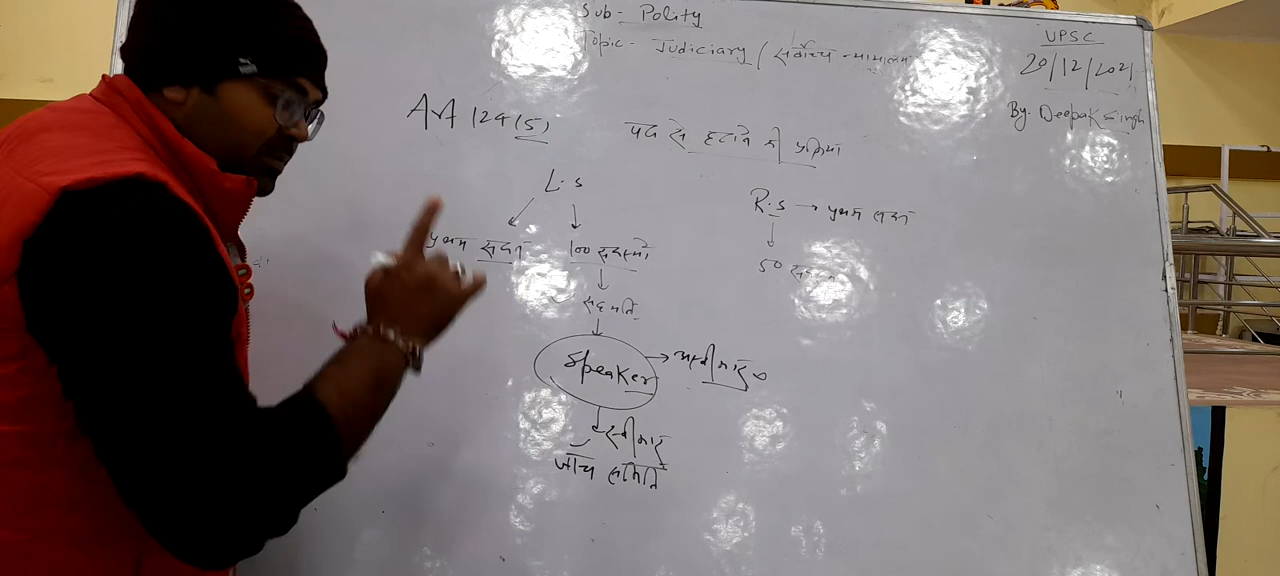 Sub - Polity
Topic - Judiciary / सर्वोच्च न्यायालय
UPSC
20/12/2021
By. Deepak Singh
Art 124(5)
पद से हटाने की प्रक्रिया
L.S
R.S → प्रथम सदन
प्रथम सदन
100 सदस्यों
50 सदस्य
सहमति
Speaker
अस्वीकार
स्वीकार
जाँच समिति